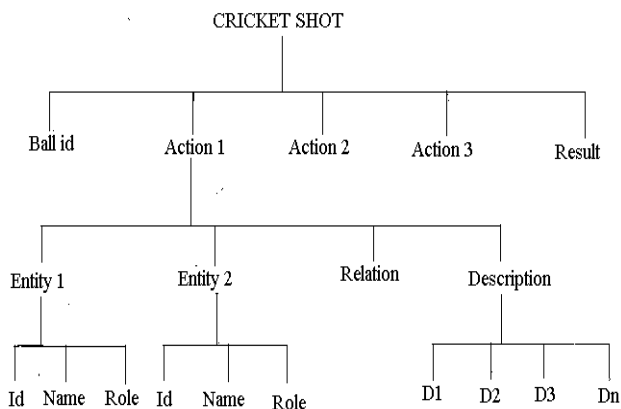 CRICKET SHOT
Ball id
Action 1
Action 2
Action 3
Result
Entity 1
Entity 2
Relation
Description
Id
Name
Role
Id
Name
Role
D1
D2
D3
Dn